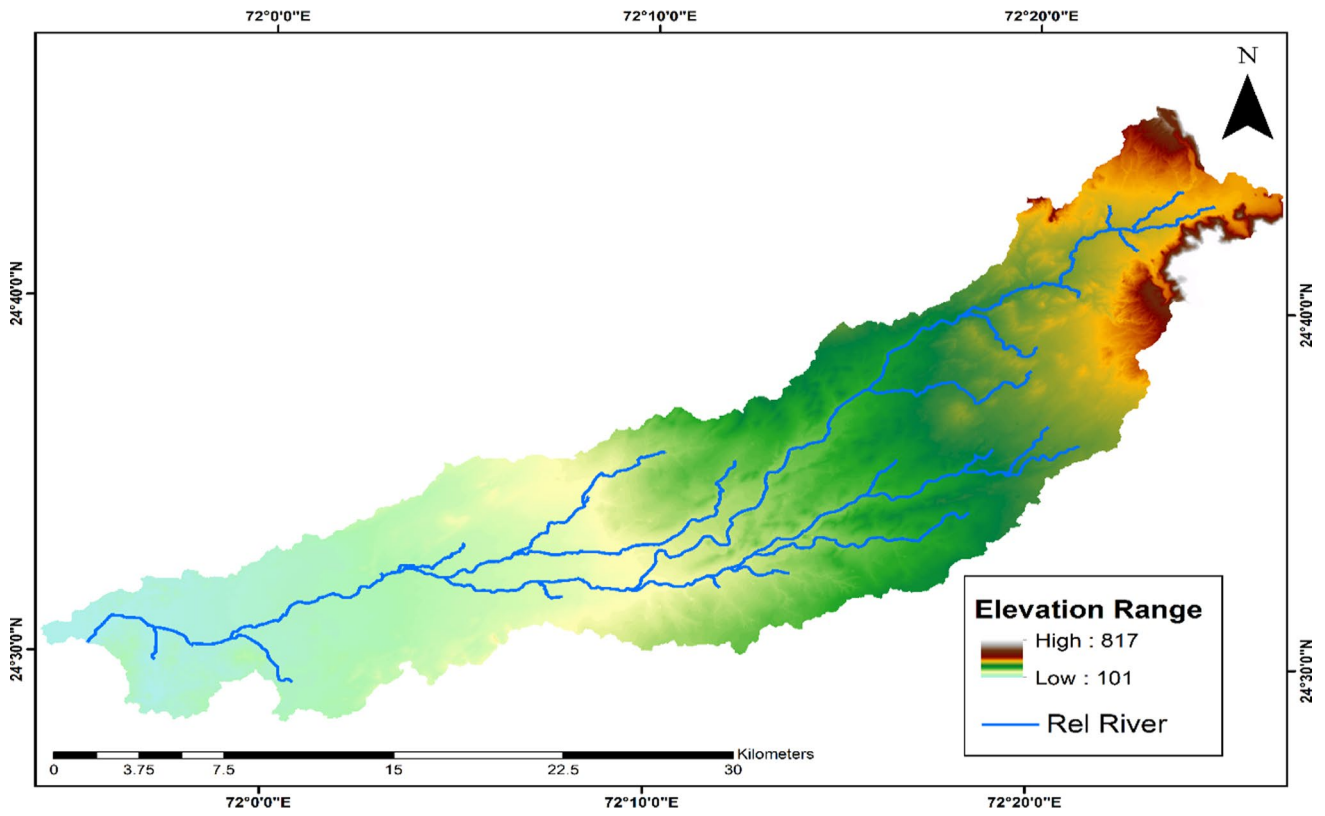 72°0'0"E 72°10'0"E 72°20'0"E
N
24°40'0"N
24°40'0"N
24°30'0"N
24°30'0"N
Elevation Range
High : 817
Low : 101
Rel River
Kilometers
0 3.75 7.5 15 22.5 30
72°0'0"E 72°10'0"E 72°20'0"E